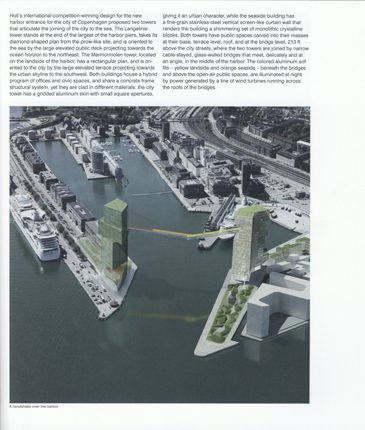 Holl's international-competition-winning design for the new
harbor entrance for the city of Copenhagen proposed two towers
that articulate the joining of the city to the sea. The Langelinie
tower stands at the end of the largest of the harbor piers, takes its
diamond-shaped plan from the prow-like site, and is oriented to
the sea by the large elevated public deck projecting towards the
ocean horizon to the northeast. The Marmormolen tower, located
on the landside of the harbor, has a rectangular plan, and is ori-
ented to the city by the large elevated terrace projecting towards
the urban skyline to the southwest. Both buildings house a hybrid
program of offices and civic spaces, and share a concrete frame
structural system, yet they are clad in different materials: the city
tower has a gridded aluminum skin with small square apertures,
giving it an urban character, while the seaside building has
a fine-grain stainless-steel vertical screen-like curtain wall that
renders the building a shimmering set of monolithic crystalline
blocks. Both towers have public spaces carved into their masses
at their base, terrace level, roof, and at the bridge level, 213 ft
above the city streets, where the two towers are joined by narrow
cable-stayed, glass-walled bridges that meet, delicately and at
an angle, in the middle of the harbor. The colored aluminum sof-
fits – yellow landside and orange seaside – beneath the bridges
and above the open-air public spaces, are illuminated at night
by power generated by a line of wind turbines running across
the roofs of the bridges.
A handshake over the harbor